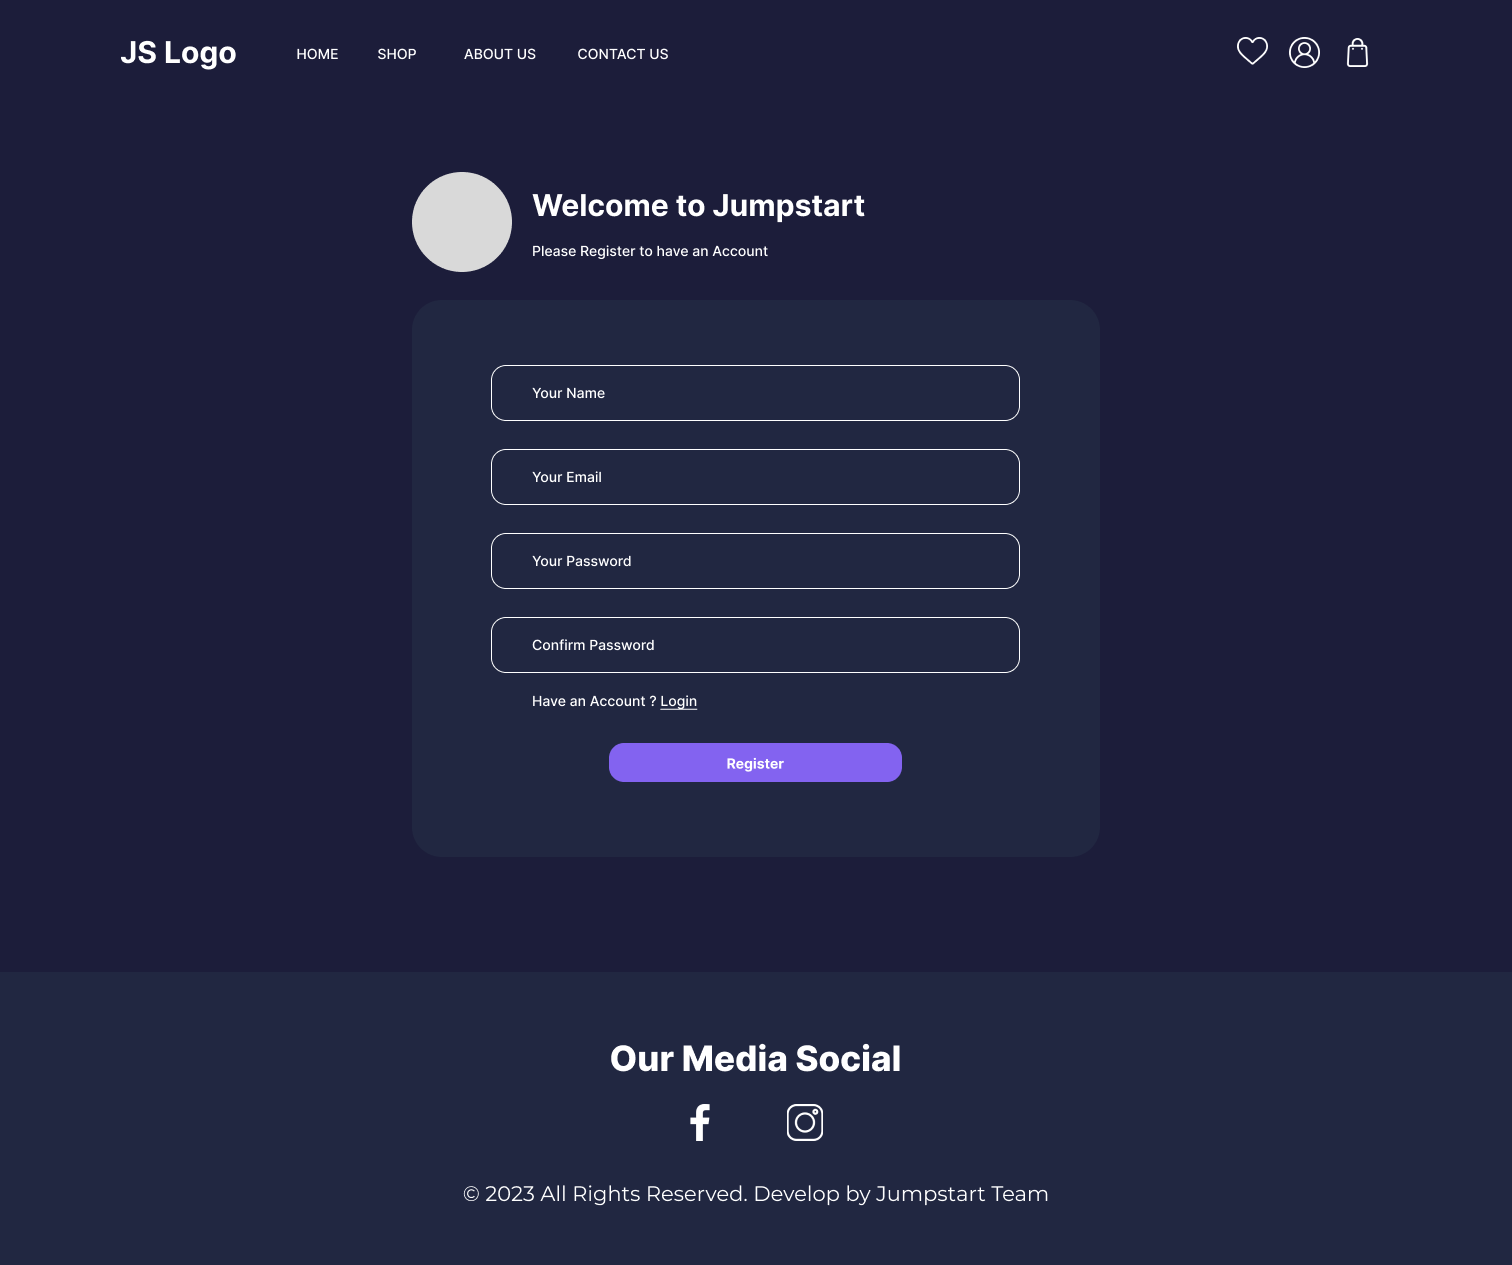 JS Logo
HOME
SHOP
ABOUT US
CONTACT US
Welcome to Jumpstart
Please Register to have an Account
Your Name
Your Email
Your Password
Confirm Password
Have an Account ? Login
Register
Our Media Social
© 2023 All Rights Reserved. Develop by Jumpstart Team